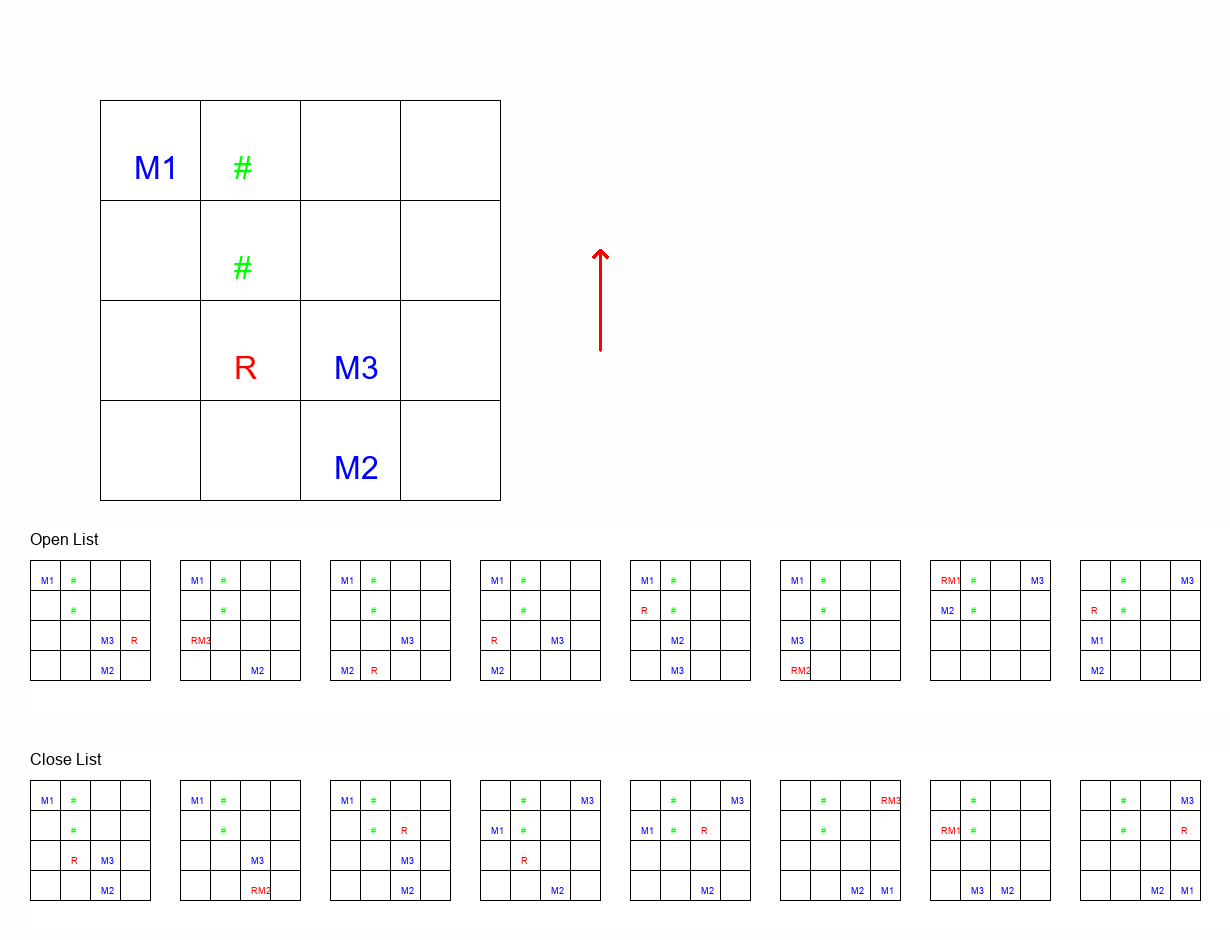 M1 #
#
R M3
M2
Open List
M1 # M1 # M1 # M1 # M1 # M1 # RM1 # M3 # M3
# # # # R # # M2 # R #
M3 R RM3 M3 R M3 M2 M3 M1
M2 M2 M2 R M2 M3 RM2 M2
Close List
M1 # M1 # M1 # # M3 # M3 # RM3 # # M3
# # # R M1 # M1 # R # RM1 # # R
R M3 M3 M3 R
M2 RM2 M2 M2 M2 M2 M1 M3 M2 M2 M1